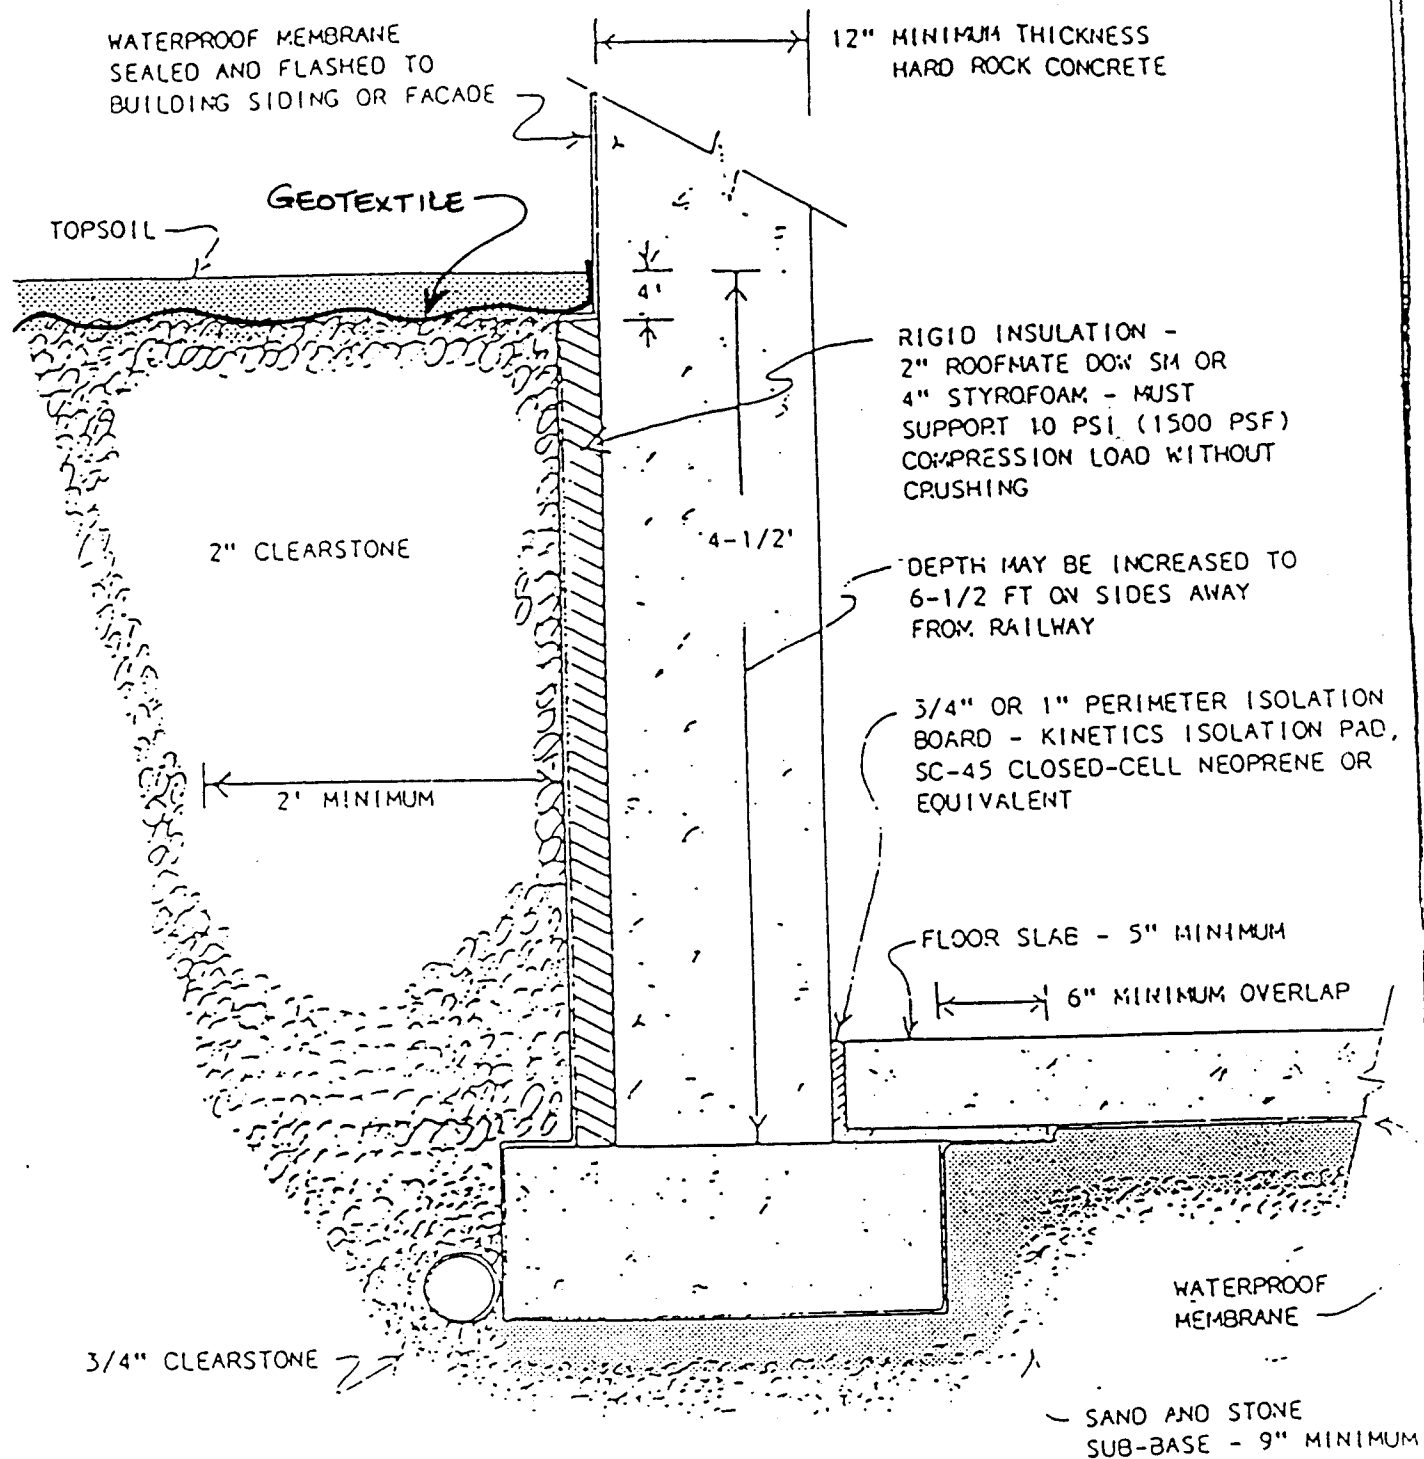 WATERPROOF MEMBRANE
SEALED AND FLASHED TO
BUILDING SIDING OR FACADE
12" MINIMUM THICKNESS
HARD ROCK CONCRETE
GEOTEXTILE
TOPSOIL
4'
RIGID INSULATION -
2" ROOFMATE DOW SM OR
4" STYROFOAM - MUST
SUPPORT 10 PSI (1500 PSF)
COMPRESSION LOAD WITHOUT
CRUSHING
2" CLEARSTONE
4-1/2'
DEPTH MAY BE INCREASED TO
6-1/2 FT ON SIDES AWAY
FROM RAILWAY
3/4" OR 1" PERIMETER ISOLATION
BOARD - KINETICS ISOLATION PAD,
SC-45 CLOSED-CELL NEOPRENE OR
EQUIVALENT
2' MINIMUM
FLOOR SLAB - 5" MINIMUM
6" MINIMUM OVERLAP
WATERPROOF
MEMBRANE
3/4" CLEARSTONE
SAND AND STONE
SUB-BASE - 9" MINIMUM